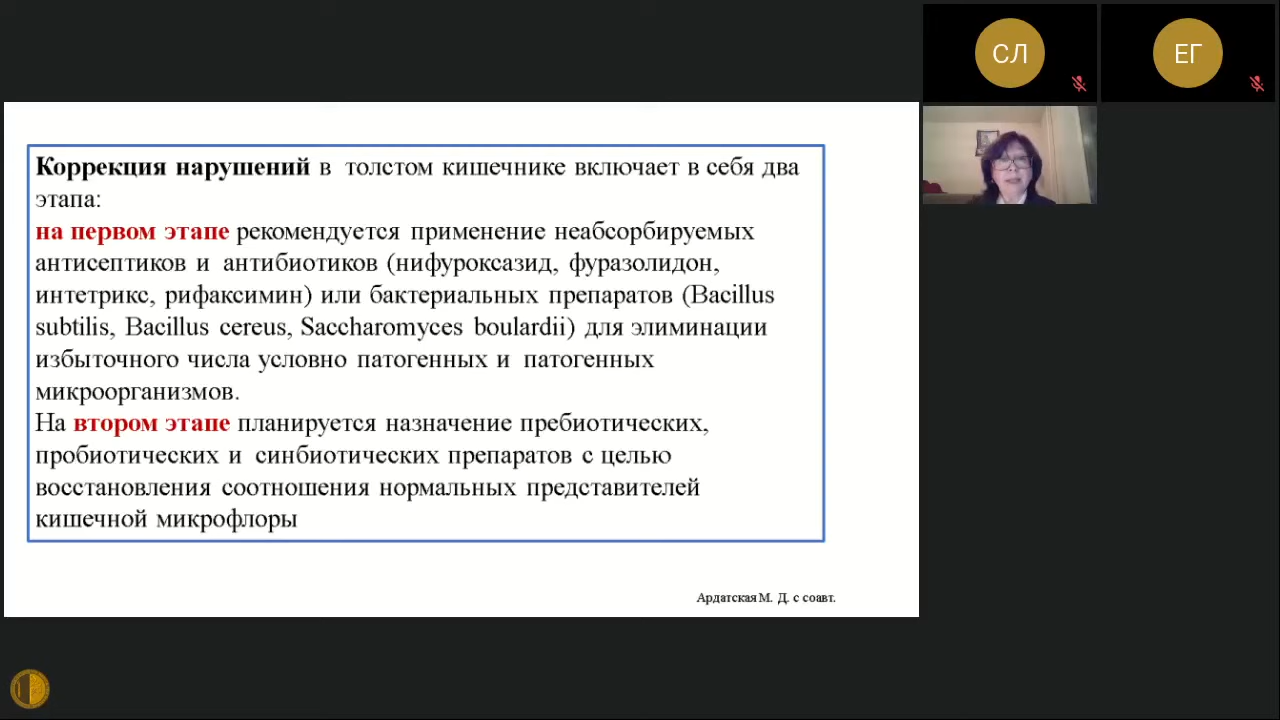 СЛ
ЕГ
Коррекция нарушений в толстом кишечнике включает в себя два
этапа:
на первом этапе рекомендуется применение неабсорбируемых
антисептиков и антибиотиков (нифуроксазид, фуразолидон,
интетрикс, рифаксимин) или бактериальных препаратов (Bacillus
subtilis, Bacillus cereus, Saccharomyces boulardii) для элиминации
избыточного числа условно патогенных и патогенных
микроорганизмов.
На втором этапе планируется назначение пребиотических,
пробиотических и синбиотических препаратов с целью
восстановления соотношения нормальных представителей
кишечной микрофлоры
Ардатская М. Д. с соавт.